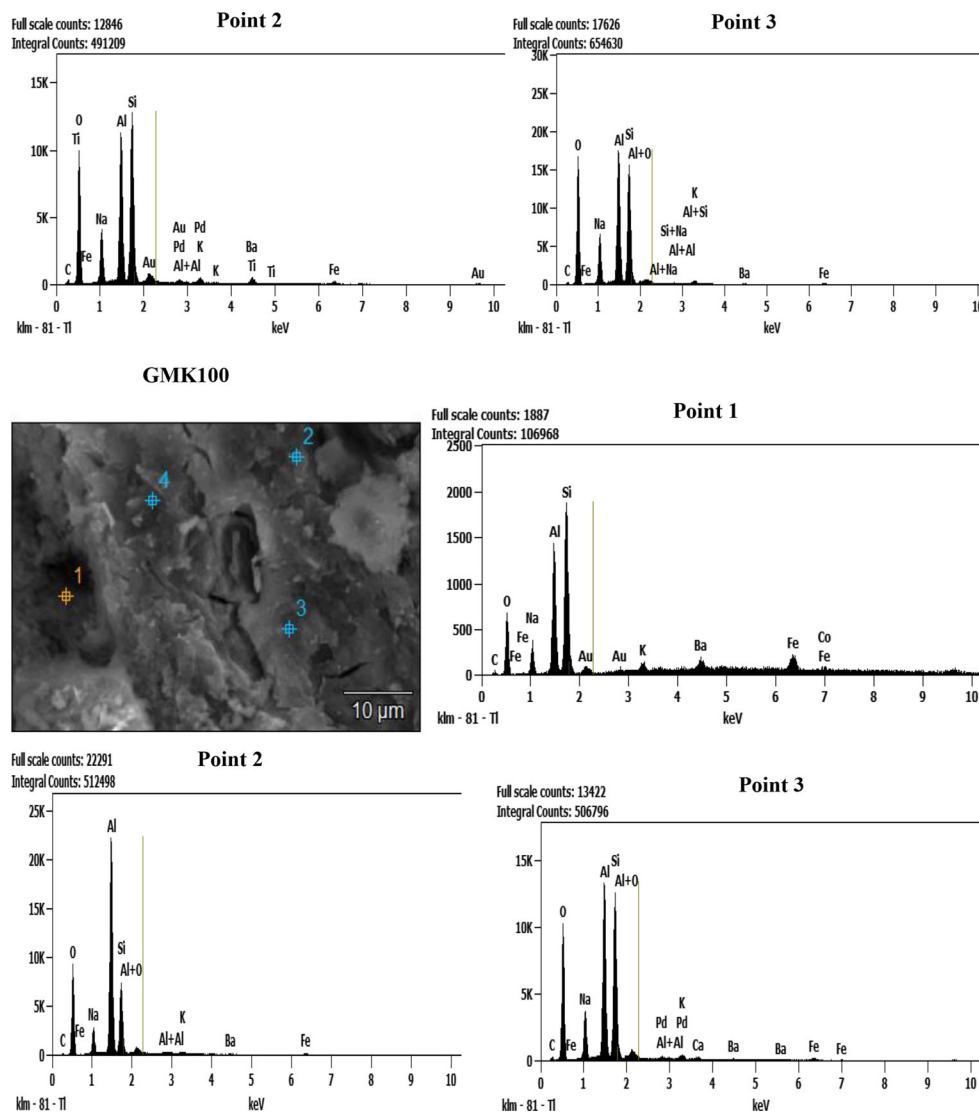 Full scale counts: 12846
Point 2
Integral Counts: 491209
15K
10K
5K
0
O
Ti
Fe
C
Na
Al
Si
Au
Au Pd
Pd K
Al+Al
K
Ba
Ti
Ti
Fe
Au
0 1 2 3 4 5 6 7 8 9 10
klm - 81 - Tl
keV
Full scale counts: 17626
Point 3
Integral Counts: 654630
30K
25K
20K
15K
10K
5K
0
O
C
Fe
Na
Al
Si
Al+O
K
Al+Si
Si+Na
Al+Al
Al+Na
Ba
Fe
0 1 2 3 4 5 6 7 8 9 10
klm - 81 - Tl
keV
GMK100
1
2
3
4
10 µm
Full scale counts: 1887
Point 1
Integral Counts: 106968
2500
2000
1500
1000
500
0
O
Fe
C
Fe
Na
Al
Si
Au
Au
K
Ba
Fe
Co
Fe
0 1 2 3 4 5 6 7 8 9 10
klm - 81 - Tl
keV
Full scale counts: 22291
Point 2
Integral Counts: 512498
25K
20K
15K
10K
5K
0
O
Fe
C
Na
Al
Si
Al+O
K
Al+Al
Ba
Fe
0 1 2 3 4 5 6 7 8 9 10
klm - 81 - Tl
keV
Full scale counts: 13422
Point 3
Integral Counts: 506796
15K
10K
5K
0
O
C
Fe
Na
Al
Si
Al+O
K
Pd Pd
Al+Al
Ca
Ba
Ba
Fe
Fe
0 1 2 3 4 5 6 7 8 9 10
klm - 81 - Tl
keV